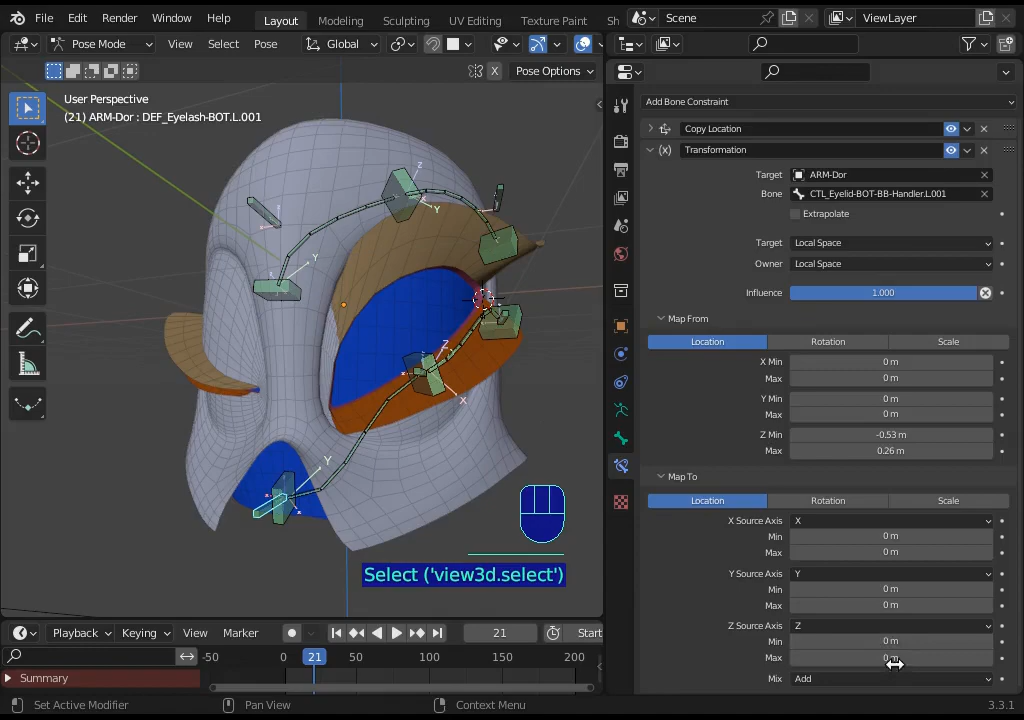 File Edit Render Window Help Layout Modeling Sculpting UV Editing Texture Paint Sh Scene ViewLayer
Pose Mode View Select Pose Global
X Pose Options
User Perspective
(21) ARM-Dor : DEF_Eyelash-BOT.L.001
Z
Y
Y
Z
X
Y
X
Select ('view3d.select')
Add Bone Constraint
Copy Location
(x) Transformation
Target ARM-Dor
Bone CTL_Eyelid-BOT-BB-Handler.L.001
Extrapolate
Target Local Space
Owner Local Space
Influence 1.000
Map From
Location Rotation Scale
X Min 0 m
Max 0 m
Y Min 0 m
Max 0 m
Z Min -0.53 m
Max 0.26 m
Map To
Location Rotation Scale
X Source Axis X
Min 0 m
Max 0 m
Y Source Axis Y
Min 0 m
Max 0 m
Z Source Axis Z
Min 0 m
Max 0 m
Mix Add
Playback Keying View Marker 21 Start
-50 0 21 50 100 150 200
Summary
Set Active Modifier Pan View Context Menu 3.3.1